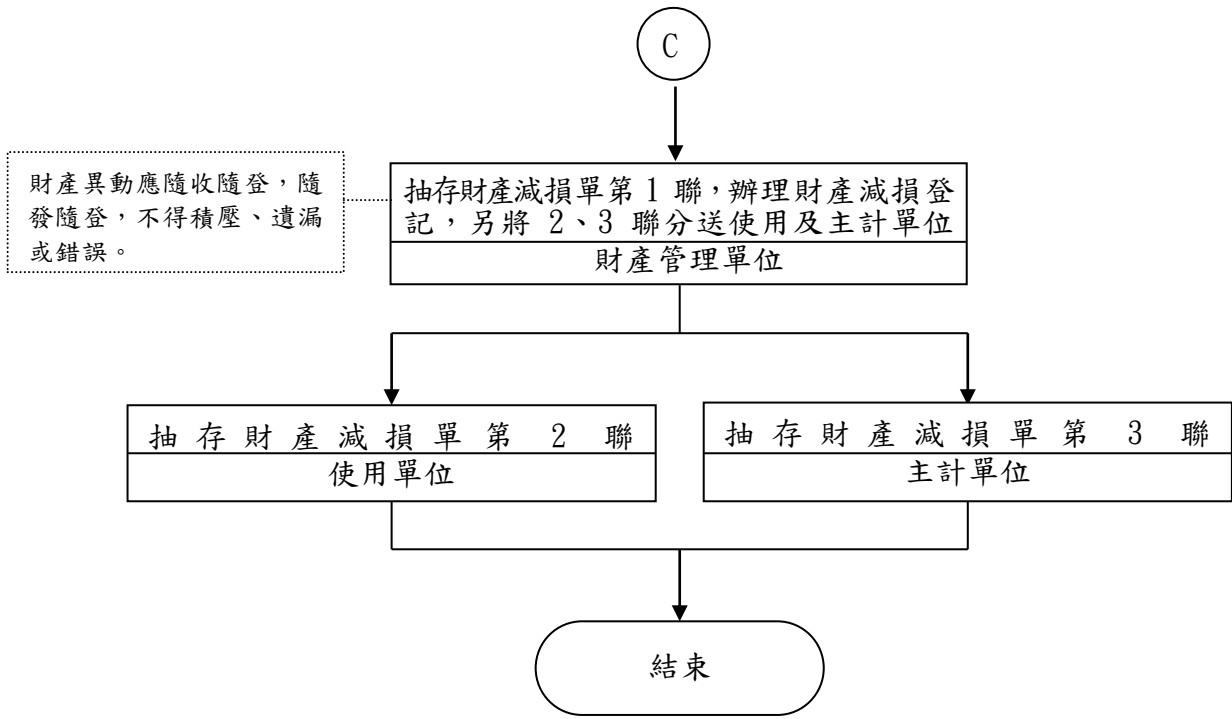 C
財產異動應隨收隨登，隨
發隨登，不得積壓、遺漏
或錯誤。
抽存財產減損單第 1 聯，辦理財產減損登
記，另將 2、3 聯分送使用及主計單位
財產管理單位
抽存財產減損單第 2 聯
使用單位
抽存財產減損單第 3 聯
主計單位
結束